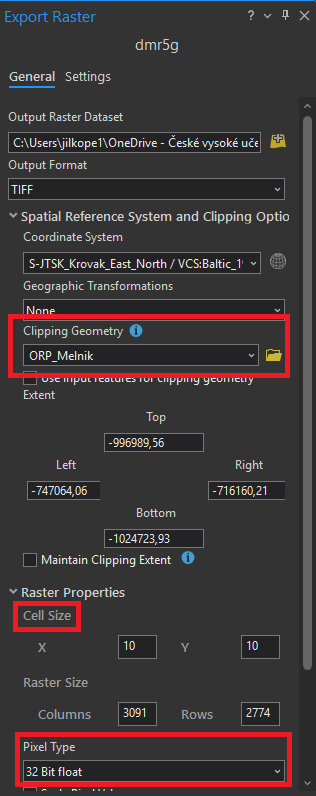 Export Raster
dmr5g
General Settings
Output Raster Dataset
C:\Users\jilkope1\OneDrive - České vysoké uče
Output Format
TIFF
Spatial Reference System and Clipping Optio
Coordinate System
S-JTSK_Krovak_East_North / VCS:Baltic_19
Geographic Transformations
None
Clipping Geometry
ORP_Melnik
Use input features for clipping geometry
Extent
Top
-996989,56
Left Right
-747064,06 -716160,21
Bottom
-1024723,93
Maintain Clipping Extent
Raster Properties
Cell Size
X 10 Y 10
Raster Size
Columns 3091 Rows 2774
Pixel Type
32 Bit float